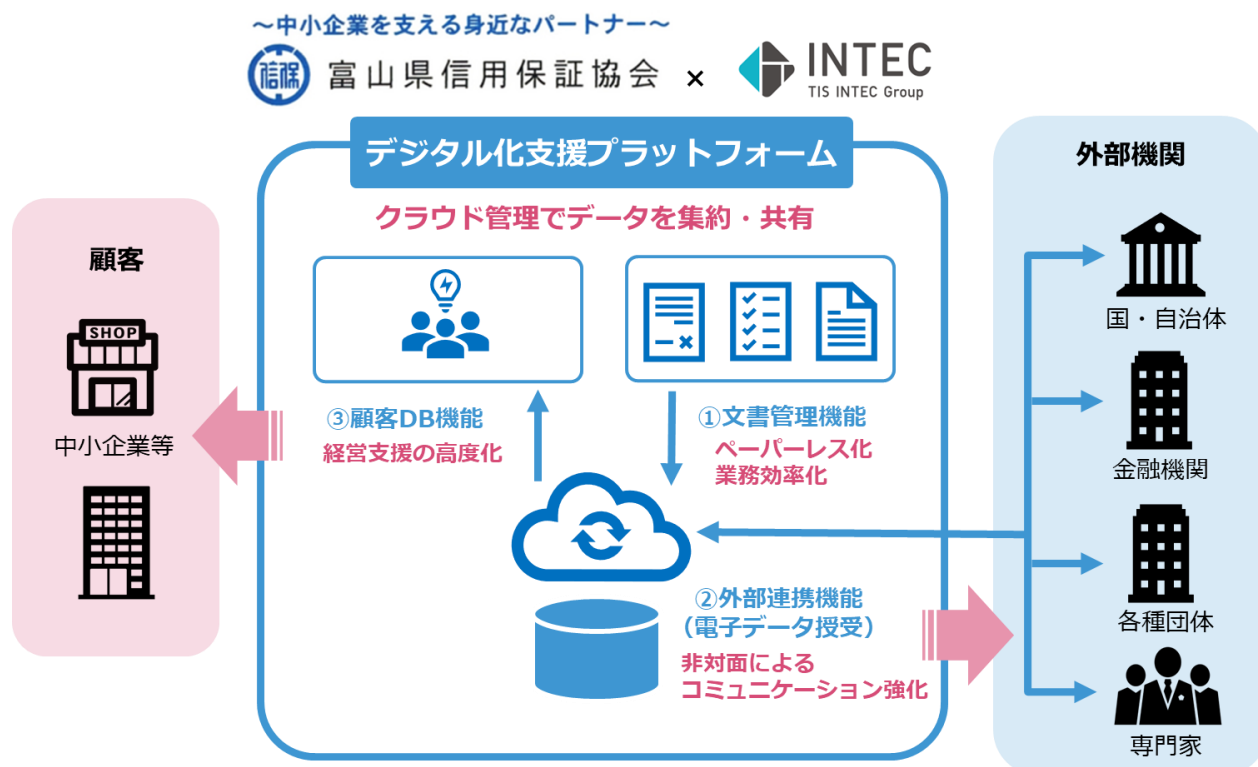 ～中小企業を支える身近なパートナー～
信保 富山県信用保証協会 × INTEC
TIS INTEC Group
デジタル化支援プラットフォーム
クラウド管理でデータを集約・共有
顧客
SHOP
中小企業等
③顧客DB機能
経営支援の高度化
①文書管理機能
ペーパーレス化
業務効率化
②外部連携機能
（電子データ授受）
非対面による
コミュニケーション強化
外部機関
国・自治体
金融機関
各種団体
専門家